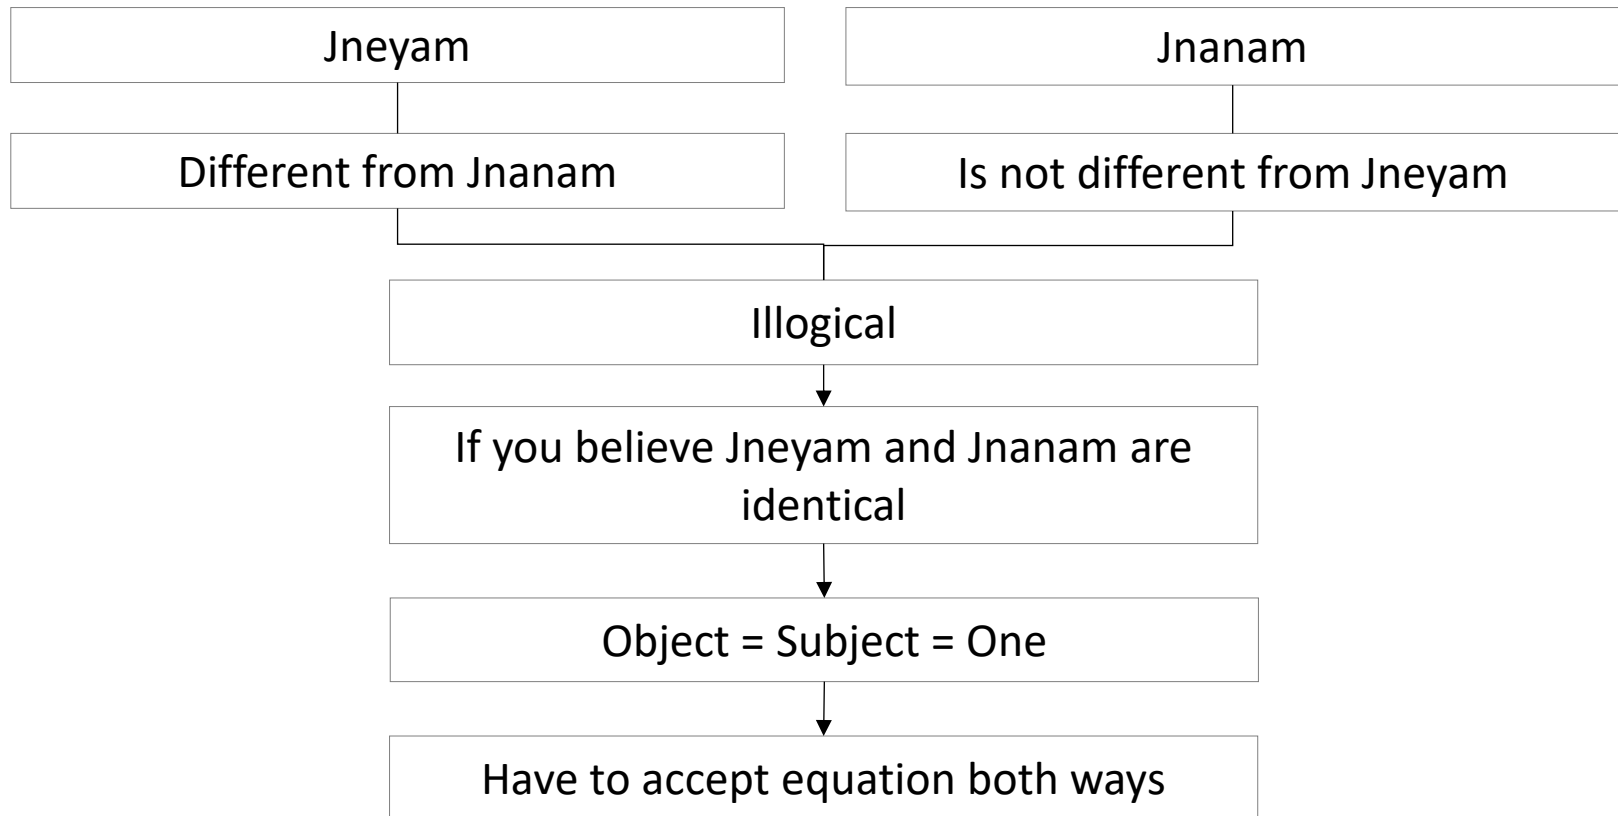 Jneyam
Jnanam
Different from Jnanam
Is not different from Jneyam
Illogical
If you believe Jneyam and Jnanam are
identical
Object = Subject = One
Have to accept equation both ways